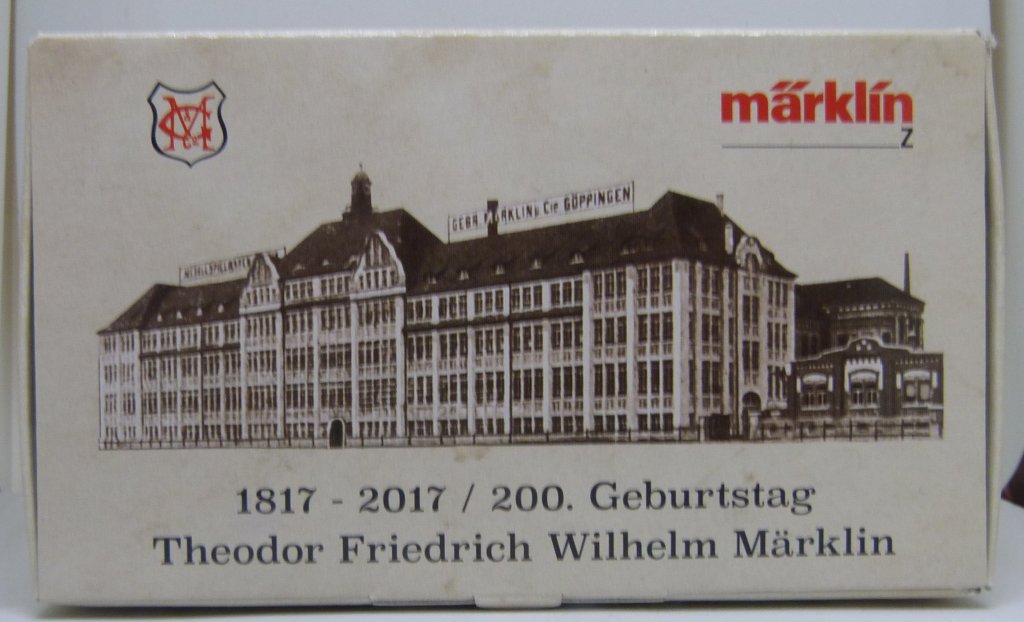 märklin
Z
GEBR. MÄRKLIN & Cie GÖPPINGEN
METALLSPIELWAREN
1817 - 2017 / 200. Geburtstag
Theodor Friedrich Wilhelm Märklin